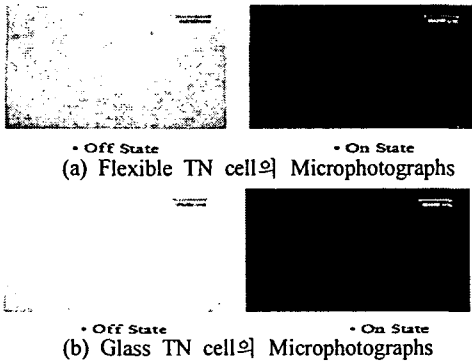 • Off State
• On State
(a) Flexible TN cell의 Microphotographs
• Off State
• On State
(b) Glass TN cell의 Microphotographs